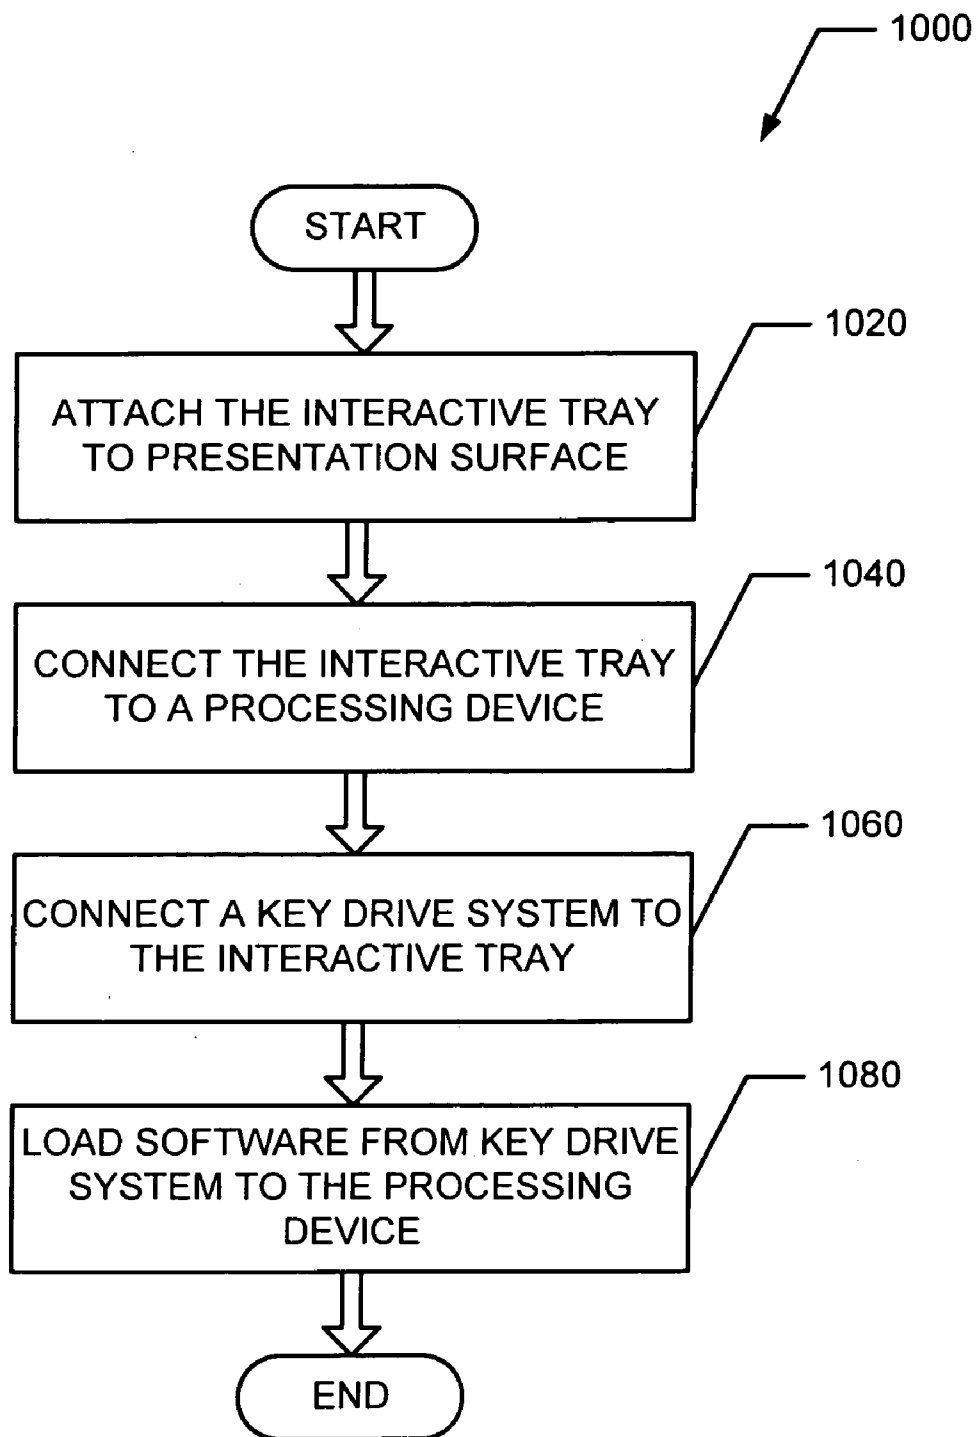 1000
START
1020
ATTACH THE INTERACTIVE TRAY
TO PRESENTATION SURFACE
1040
CONNECT THE INTERACTIVE TRAY
TO A PROCESSING DEVICE
1060
CONNECT A KEY DRIVE SYSTEM TO
THE INTERACTIVE TRAY
1080
LOAD SOFTWARE FROM KEY DRIVE
SYSTEM TO THE PROCESSING
DEVICE
END